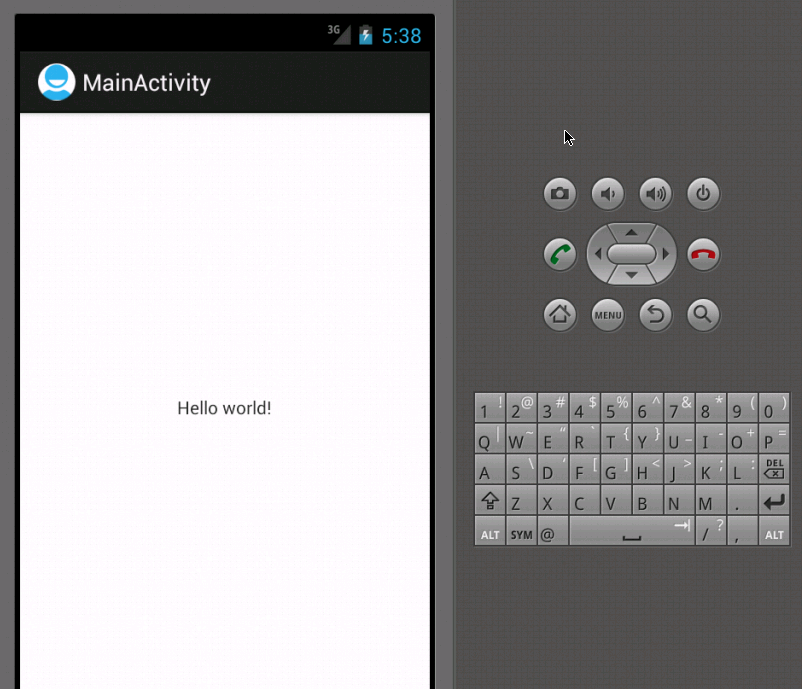 3G 5:38
MainActivity
Hello world!
MENU
1 ! 2 @ 3 # 4 $ 5 % 6 ^ 7 & 8 * 9 ( 0 )
Q | W ~ E " R ` T { Y } U _ I - O + P =
A S \ D ' F [ G ] H < J > K ; L : DEL
Z X C V B N M .
ALT SYM @ / ? , ALT